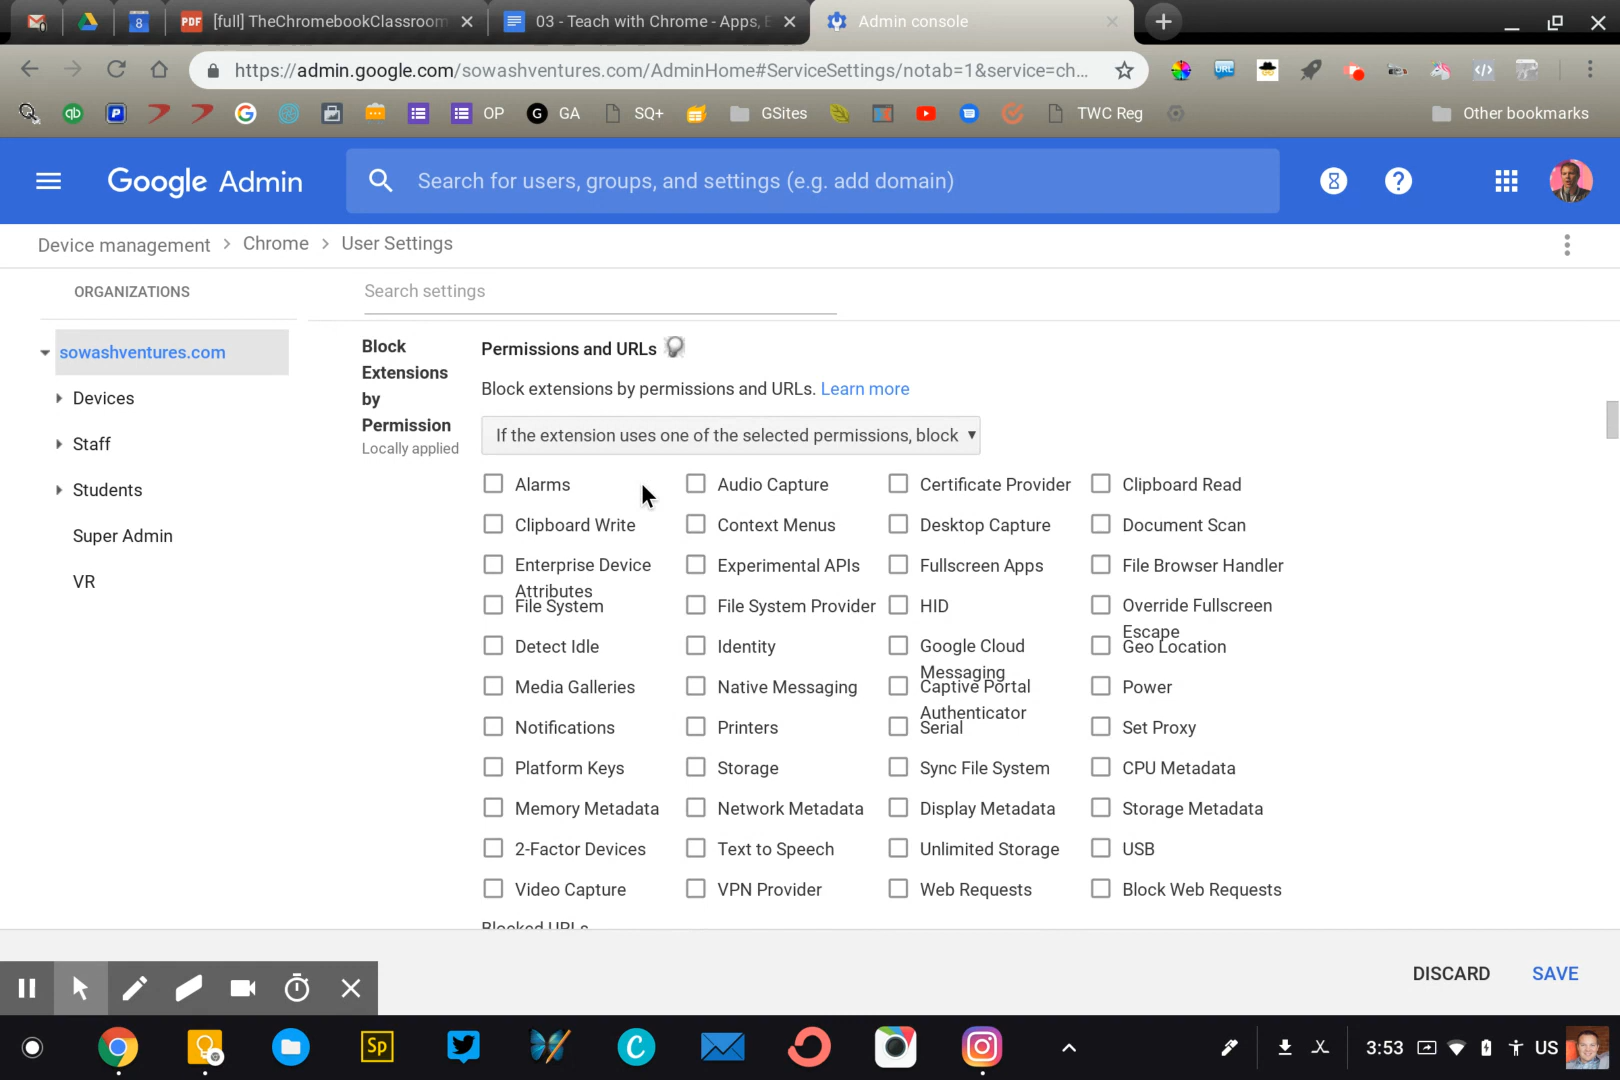 [full] TheChromebookClassroom
03 - Teach with Chrome - Apps, E
Admin console
https://admin.google.com/sowashventures.com/AdminHome#ServiceSettings/notab=1&service=ch...
OP
GA
SQ+
GSites
TWC Reg
Other bookmarks
Google Admin
Search for users, groups, and settings (e.g. add domain)
Device management > Chrome > User Settings
ORGANIZATIONS
Search settings
sowashventures.com
Devices
Staff
Students
Super Admin
VR
Block
Extensions
by
Permission
Locally applied
Permissions and URLs
Block extensions by permissions and URLs. Learn more
If the extension uses one of the selected permissions, block
Alarms
Audio Capture
Certificate Provider
Clipboard Read
Clipboard Write
Context Menus
Desktop Capture
Document Scan
Enterprise Device
Attributes
Experimental APIs
Fullscreen Apps
File Browser Handler
File System
File System Provider
HID
Override Fullscreen
Escape
Detect Idle
Identity
Google Cloud
Messaging
Geo Location
Media Galleries
Native Messaging
Captive Portal
Authenticator
Power
Notifications
Printers
Serial
Set Proxy
Platform Keys
Storage
Sync File System
CPU Metadata
Memory Metadata
Network Metadata
Display Metadata
Storage Metadata
2-Factor Devices
Text to Speech
Unlimited Storage
USB
Video Capture
VPN Provider
Web Requests
Block Web Requests
Blocked URLs
DISCARD
SAVE
Sp
3:53
US